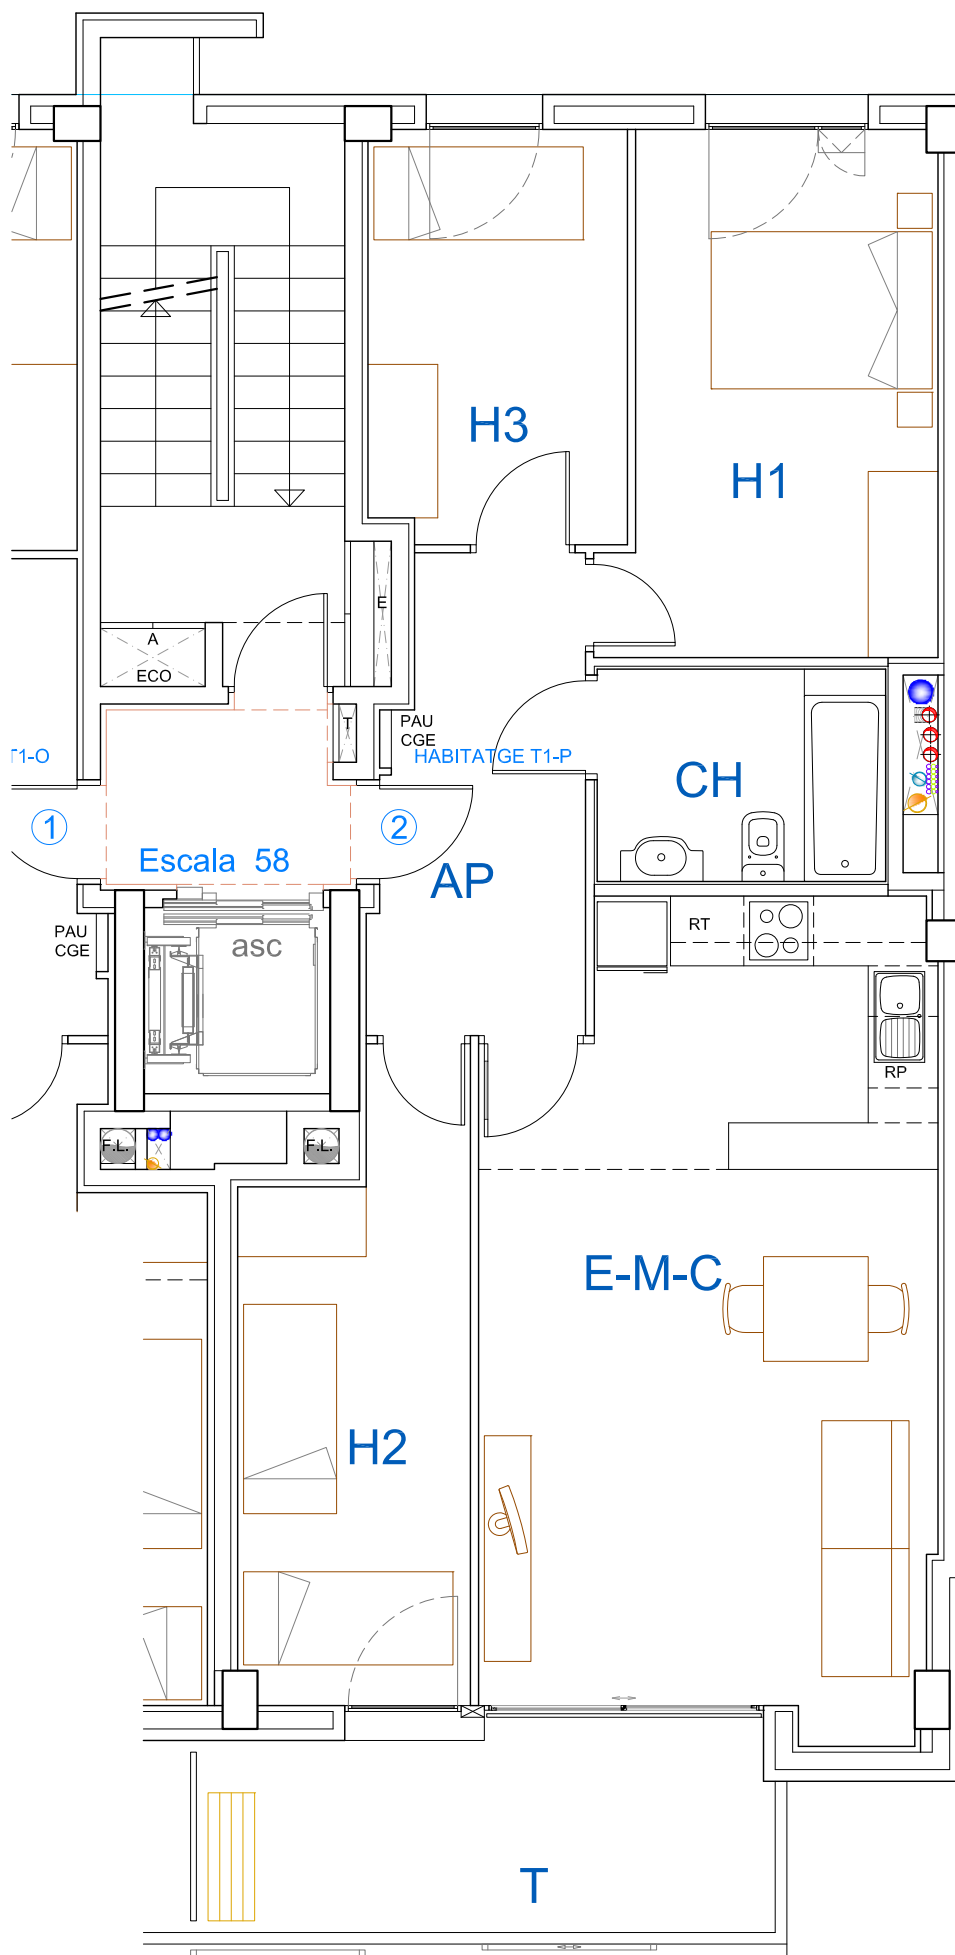 H3
H1
E
A
ECO
T
PAU
CGE
T1-O
HABITATGE T1-P
CH
1
2
Escala 58
AP
PAU
CGE
asc
RT
RP
F.L.
F.L.
E-M-C
H2
T